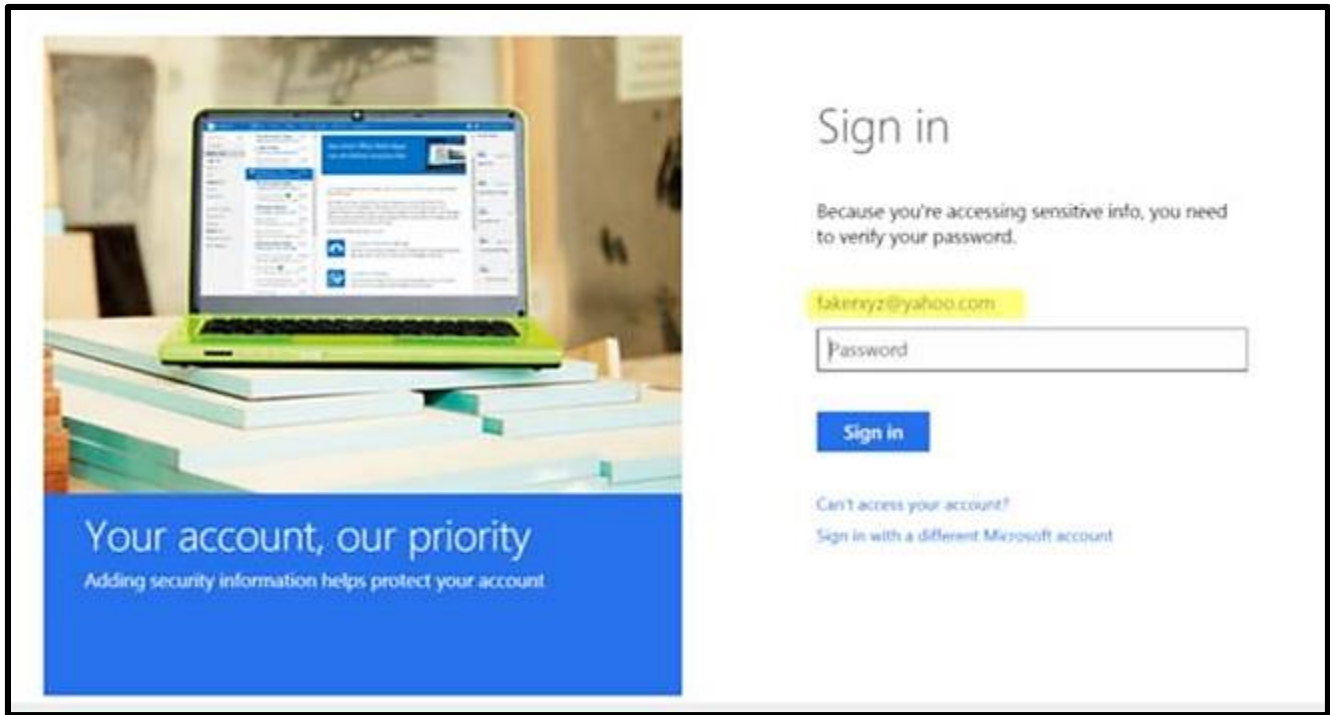 Your account, our priority
Adding security information helps protect your account
Sign in
Because you're accessing sensitive info, you need
to verify your password.
fakerxyz@yahoo.com
Password
Sign in
Can't access your account?
Sign in with a different Microsoft account